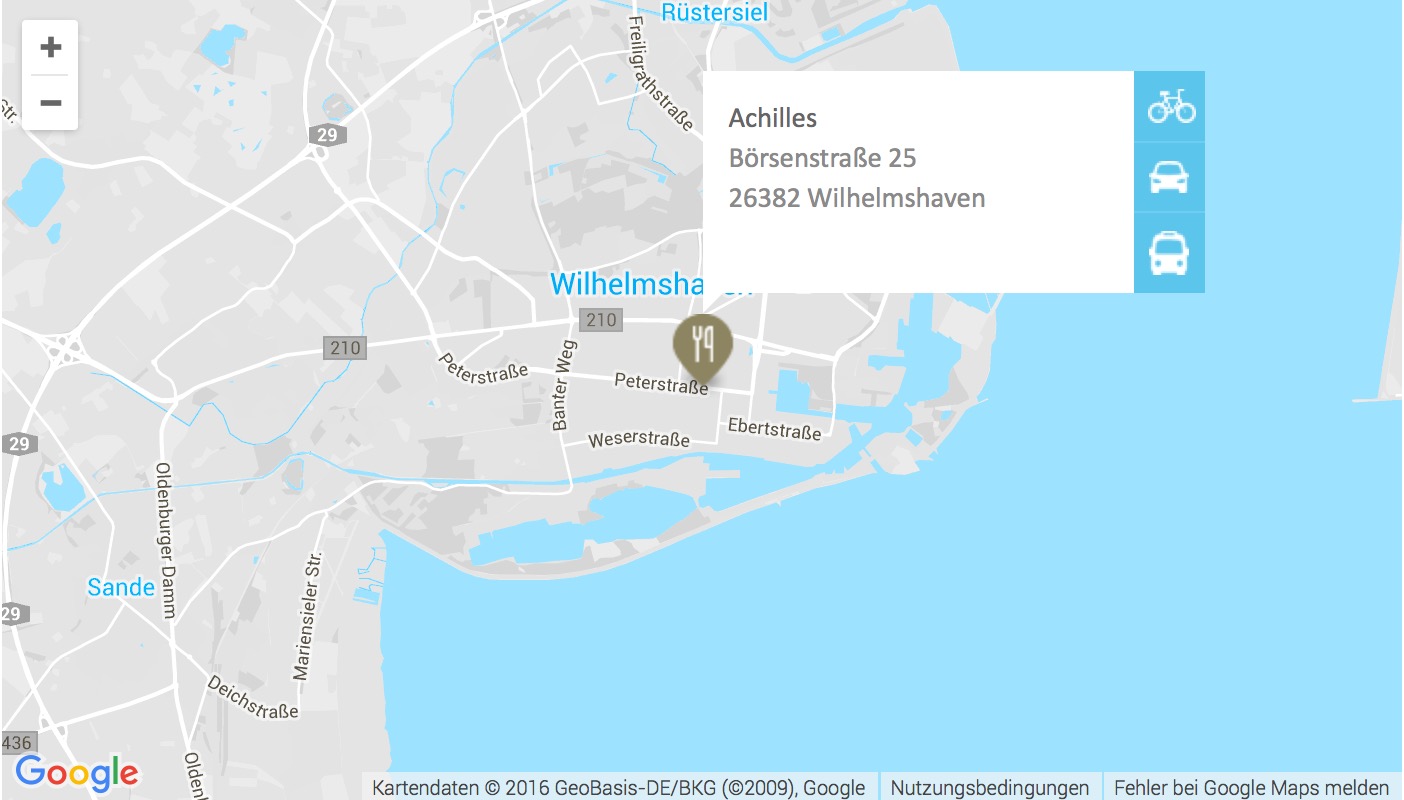 Rüstersiel
Freiligrathstraße
29
Achilles
Börsenstraße 25
26382 Wilhelmshaven
210
210
Peterstraße
Banter Weg
Peterstraße
Weserstraße
Ebertstraße
29
Oldenburger Damm
Sande
Mariensieler Str.
29
Deichstraße
436
Google
Kartendaten © 2016 GeoBasis-DE/BKG (©2009), Google
Nutzungsbedingungen
Fehler bei Google Maps melden